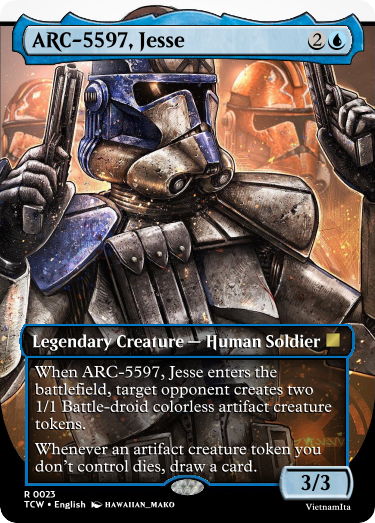 ARC-5597, Jesse 2
Legendary Creature — Human Soldier
When ARC-5597, Jesse enters the
battlefield, target opponent creates two
1/1 Battle-droid colorless artifact creature
tokens.
Whenever an artifact creature token you
don't control dies, draw a card.
3/3
R 0023
TCW • English HAWAIIAN_MAKO
VietnamIta